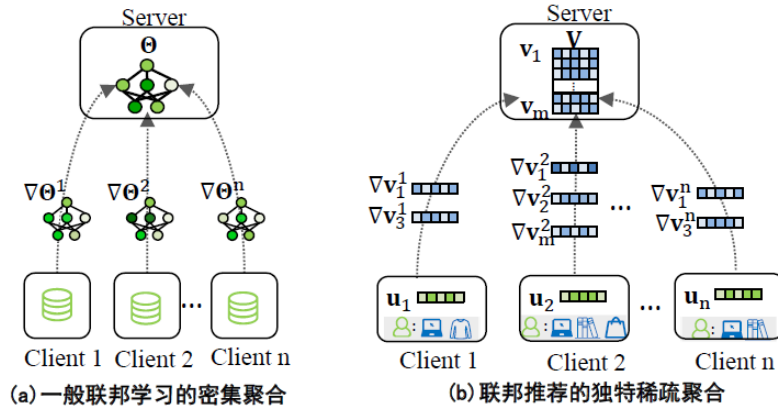 Server
Θ
∇Θ¹
∇Θ²
∇Θⁿ
...
Client 1
Client 2
Client n
(a)一般联邦学习的密集聚合
Server
V
v₁
vₘ
∇v₁¹
∇v₃¹
∇v₁²
∇v₂²
∇vₘ²
...
∇v₁ⁿ
∇v₃ⁿ
u₁
u₂
uₙ
...
Client 1
Client 2
Client n
(b)联邦推荐的独特稀疏聚合